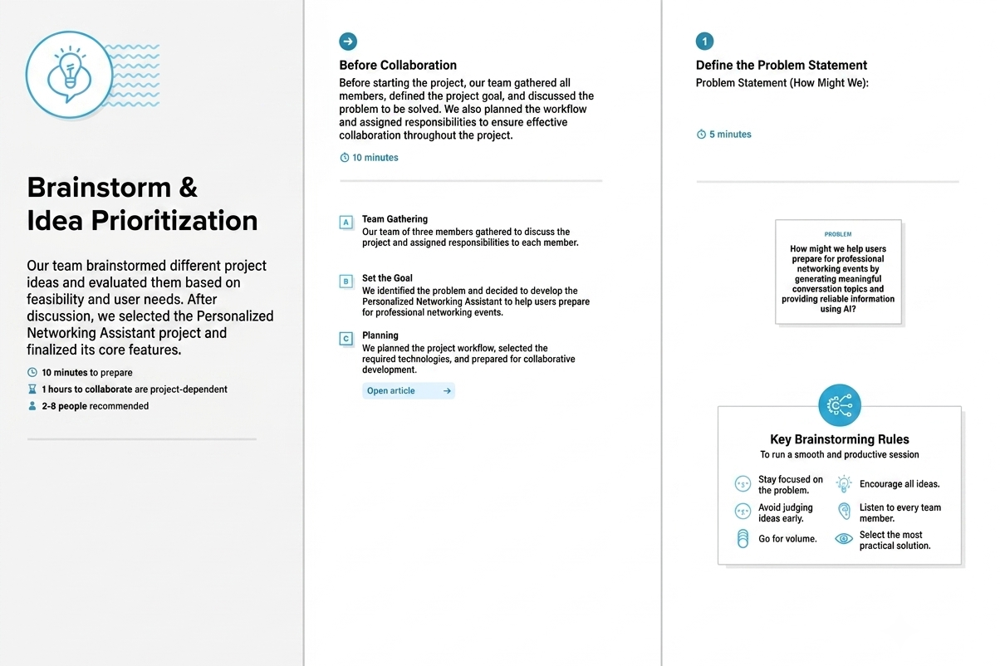 Brainstorm &
Idea Prioritization
Our team brainstormed different project
ideas and evaluated them based on
feasibility and user needs. After
discussion, we selected the Personalized
Networking Assistant project and
finalized its core features.
10 minutes to prepare
1 hours to collaborate are project-dependent
2-8 people recommended
Before Collaboration
Before starting the project, our team gathered all
members, defined the project goal, and discussed the
problem to be solved. We also planned the workflow
and assigned responsibilities to ensure effective
collaboration throughout the project.
10 minutes
A
Team Gathering
Our team of three members gathered to discuss the
project and assigned responsibilities to each member.
B
Set the Goal
We identified the problem and decided to develop the
Personalized Networking Assistant to help users prepare
for professional networking events.
C
Planning
We planned the project workflow, selected the
required technologies, and prepared for collaborative
development.
Open article
1
Define the Problem Statement
Problem Statement (How Might We):
5 minutes
PROBLEM
How might we help users
prepare for professional
networking events by
generating meaningful
conversation topics and
providing reliable information
using AI?
Key Brainstorming Rules
To run a smooth and productive session
Stay focused on
the problem.
Encourage all ideas.
Avoid judging
ideas early.
Listen to every team
member.
Go for volume.
Select the most
practical solution.